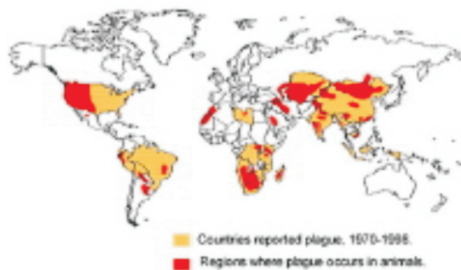 Countries reported plague, 1970-1998.
Regions where plague occurs in animals.